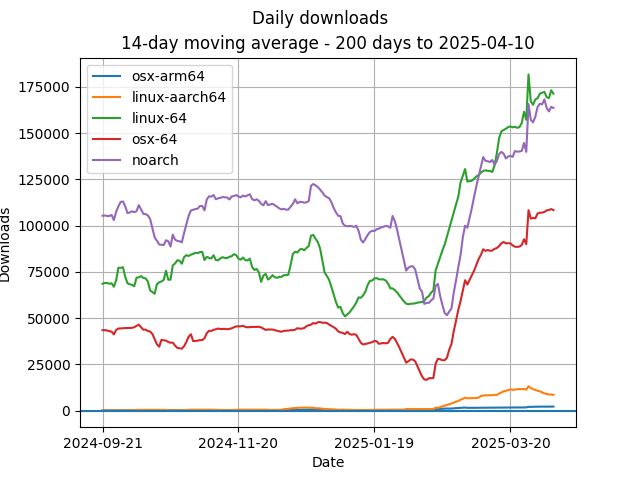 Daily downloads
14-day moving average - 200 days to 2025-04-10
osx-arm64
linux-aarch64
linux-64
osx-64
noarch
175000
150000
125000
100000
75000
50000
25000
0
Downloads
2024-09-21 2024-11-20 2025-01-19 2025-03-20
Date